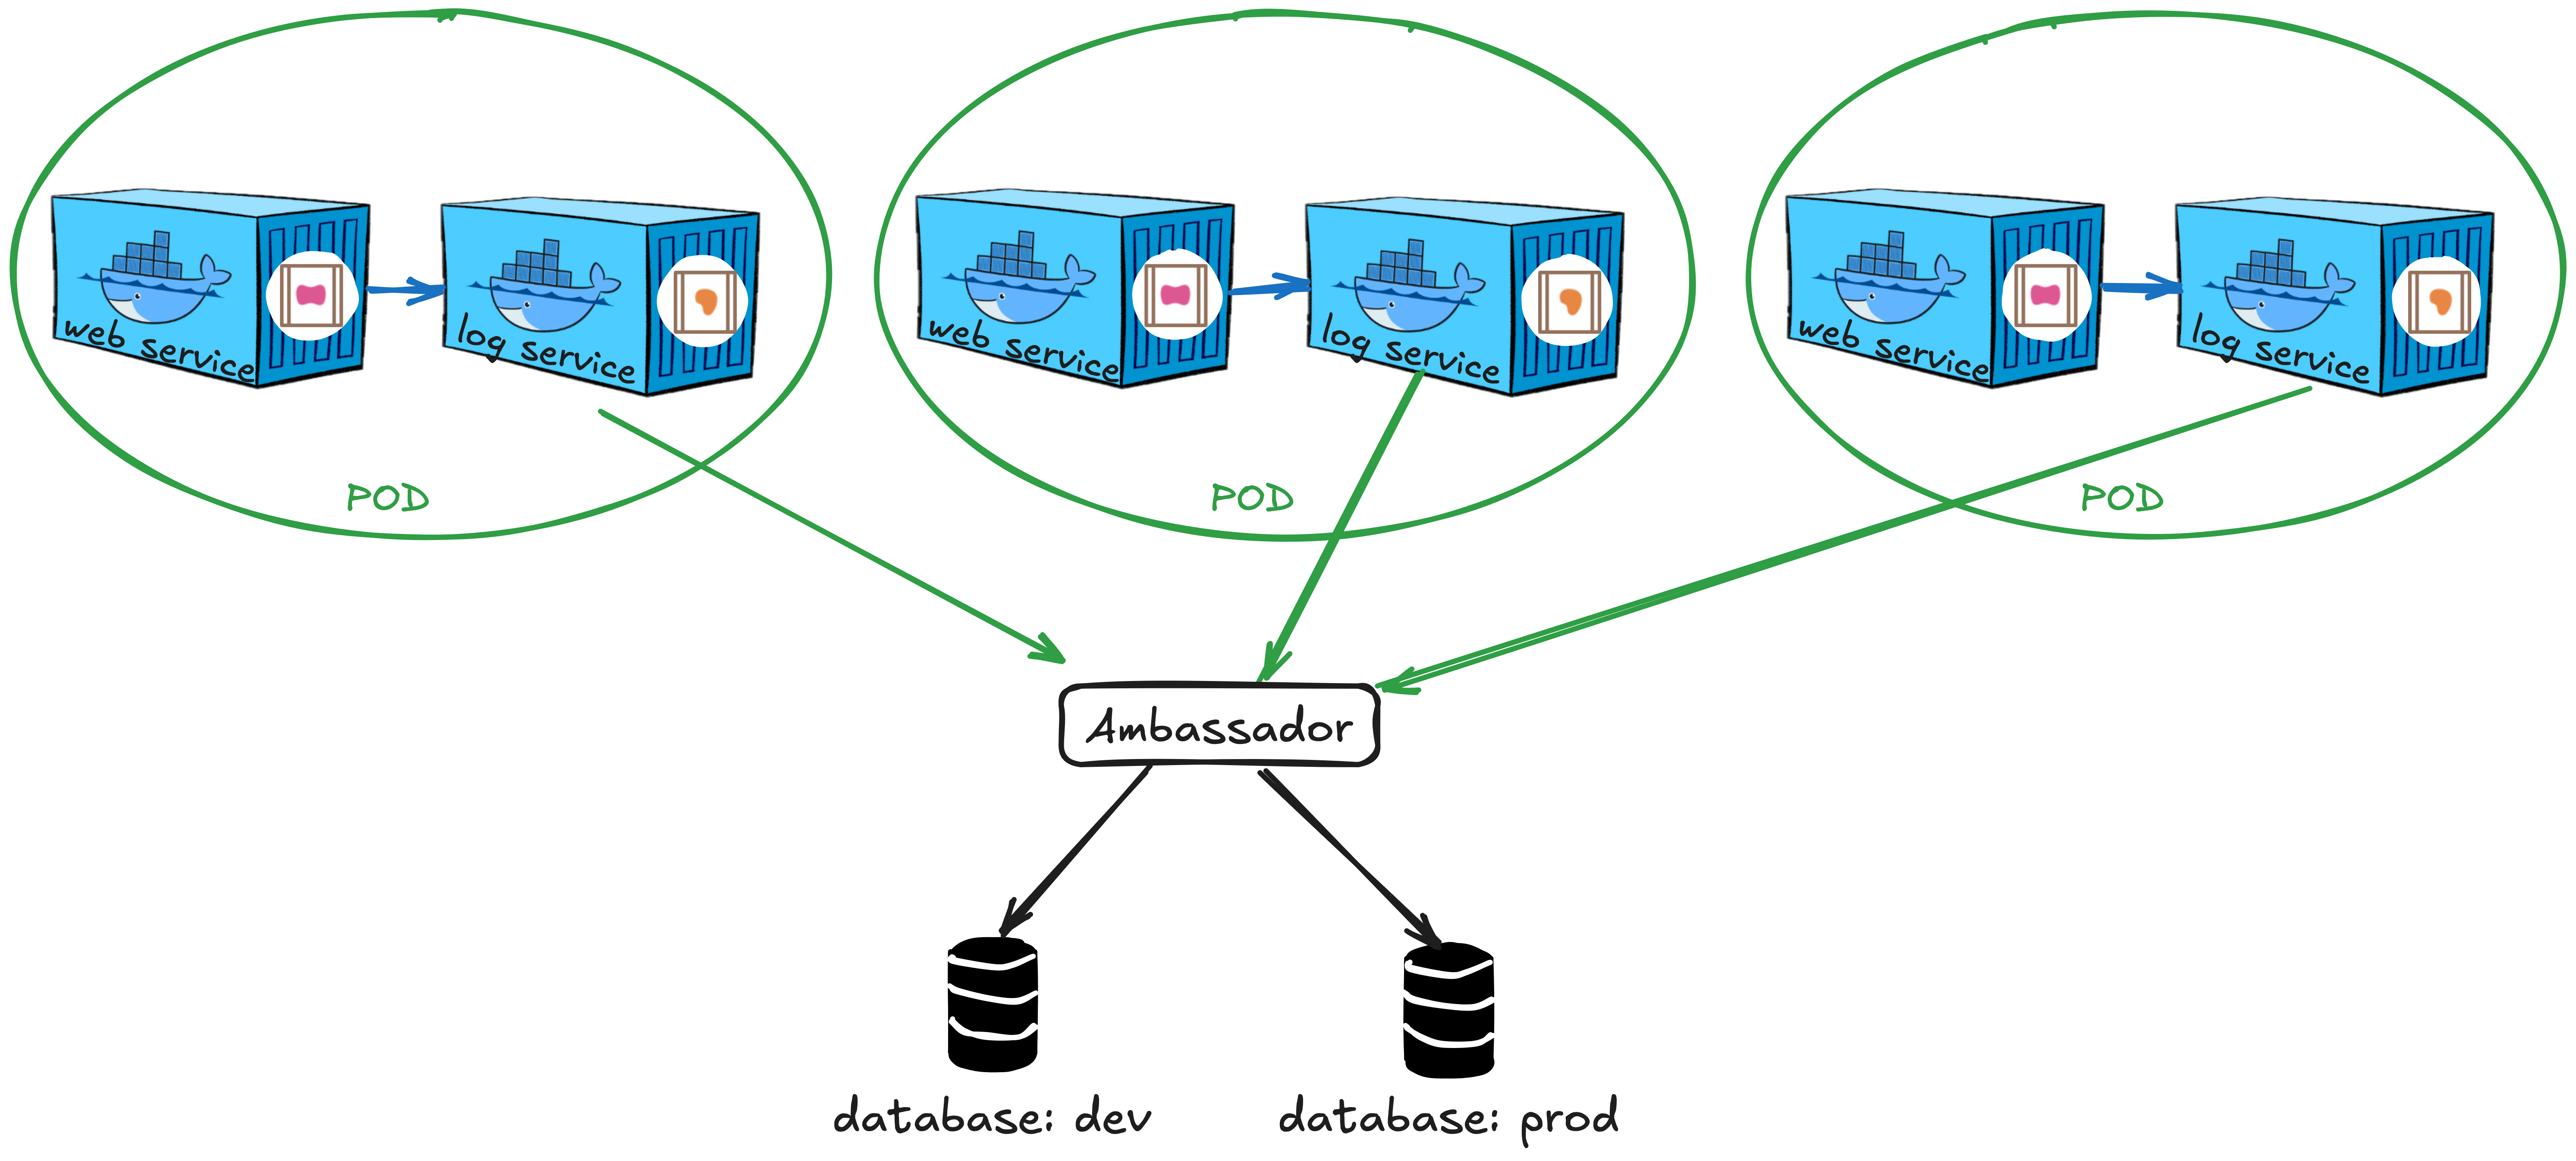 web service
log service
web service
log service
web service
log service
POD
POD
POD
Ambassador
database: dev
database: prod